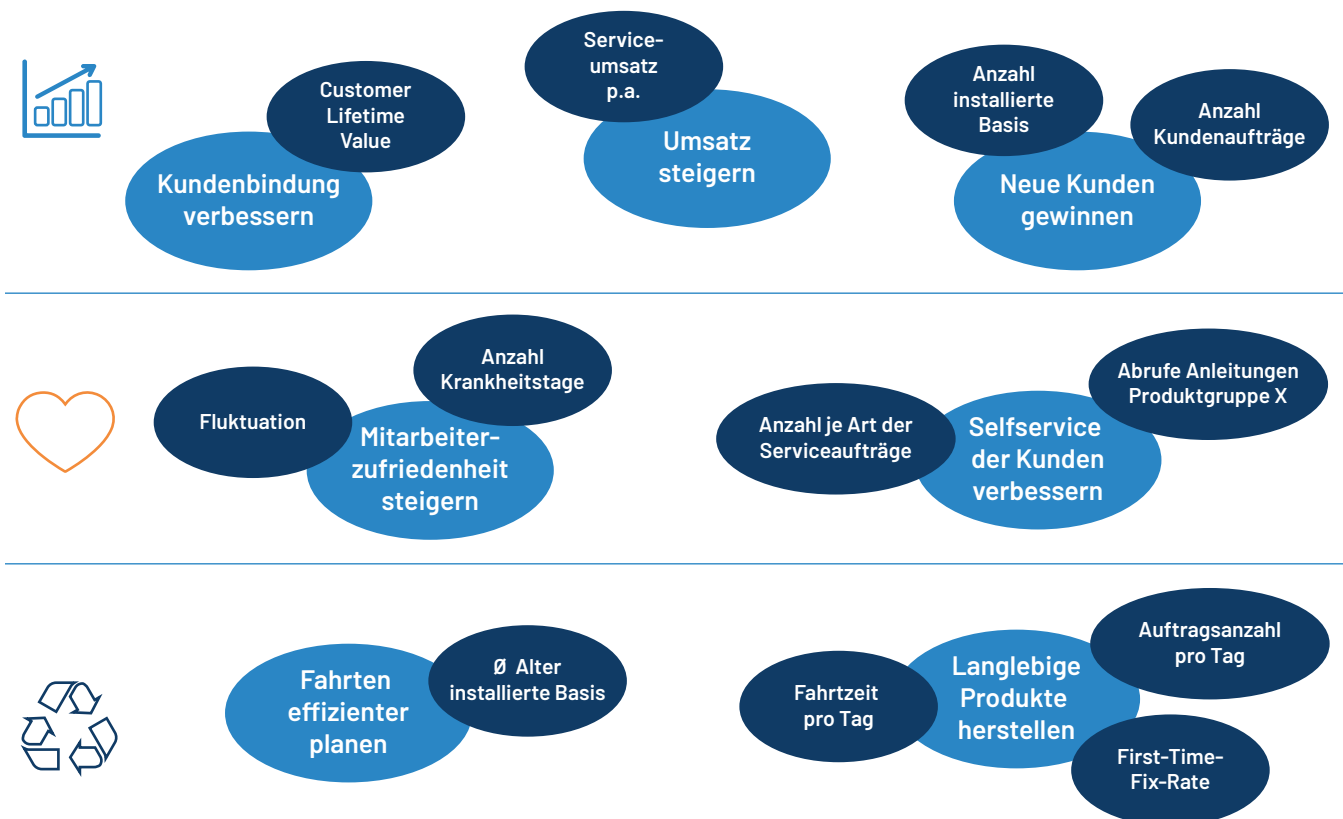 Customer
Lifetime
Value
Kundenbindung
verbessern
Service-
umsatz
p.a.
Umsatz
steigern
Anzahl
installierte
Basis
Anzahl
Kundenaufträge
Neue Kunden
gewinnen
Fluktuation
Anzahl
Krankheitstage
Mitarbeiter-
zufriedenheit
steigern
Anzahl je Art der
Serviceaufträge
Abrufe Anleitungen
Produktgruppe X
Selfservice
der Kunden
verbessern
Fahrten
effizienter
planen
Ø Alter
installierte Basis
Fahrtzeit
pro Tag
Langlebige
Produkte
herstellen
Auftragsanzahl
pro Tag
First-Time-
Fix-Rate